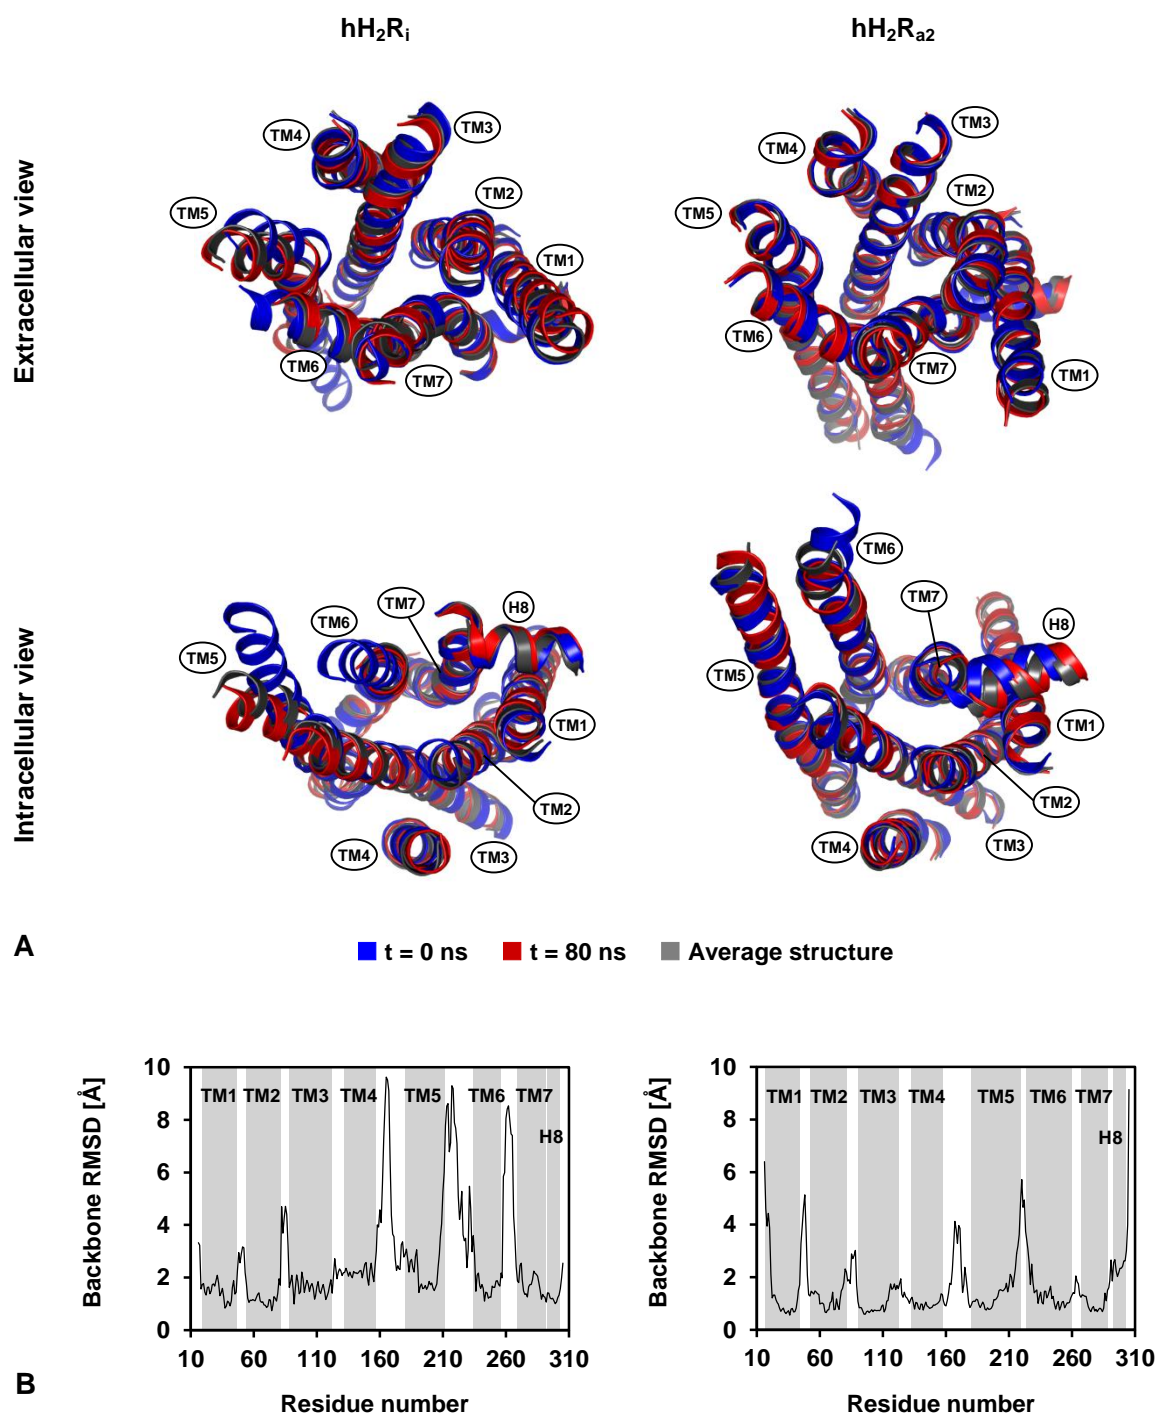 hH₂Rᵢ
hH₂Rₐ₂
Extracellular view
TM4
TM3
TM5
TM2
TM1
TM6
TM7
TM3
TM4
TM2
TM5
TM6
TM7
TM1
Intracellular view
TM7
H8
TM6
TM5
TM1
TM2
TM4
TM3
TM6
TM7
H8
TM5
TM1
TM2
TM4
TM3
A
t = 0 ns t = 80 ns Average structure
Backbone RMSD [Å]
10
8
6
4
2
0
TM1 TM2 TM3 TM4 TM5 TM6 TM7
H8
10 60 110 160 210 260 310
Residue number
Backbone RMSD [Å]
10
8
6
4
2
0
TM1 TM2 TM3 TM4 TM5 TM6 TM7
H8
10 60 110 160 210 260 310
Residue number
B